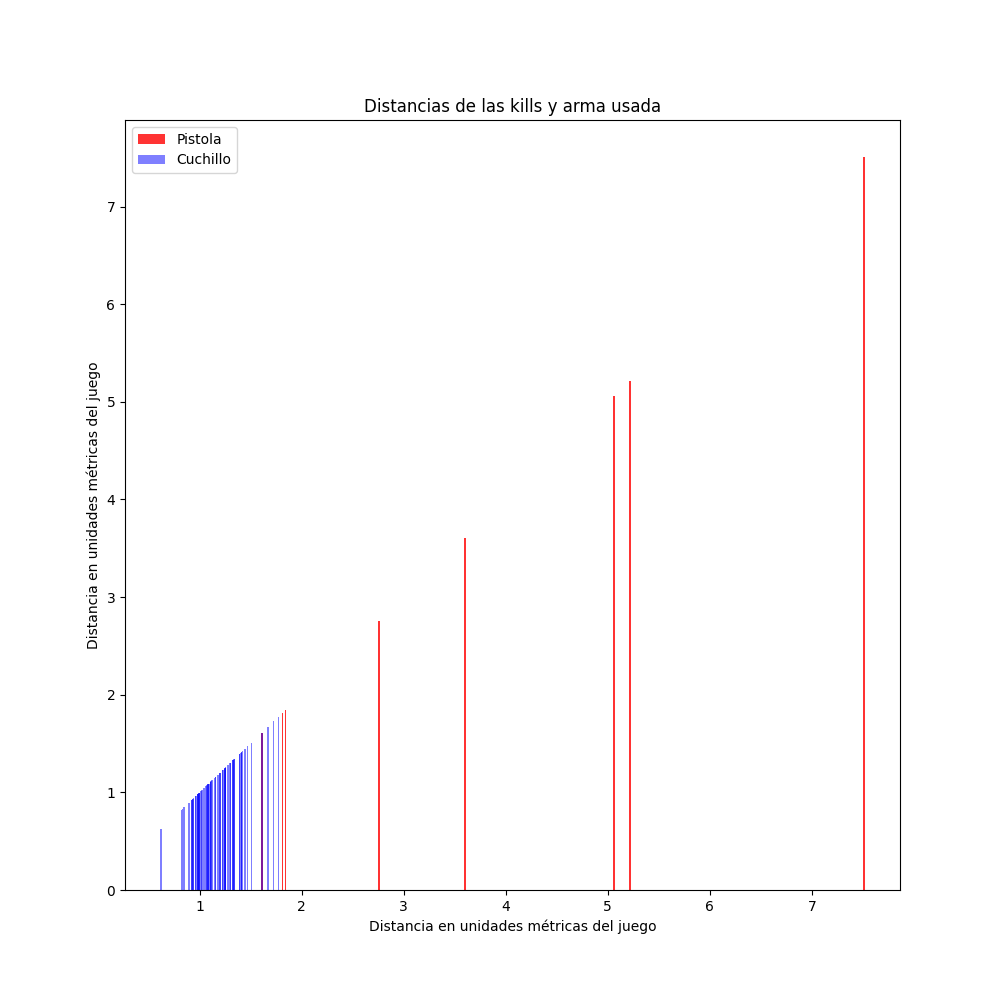 Distancias de las kills y arma usada
Pistola
Cuchillo
7
6
5
4
3
2
1
0
Distancia en unidades métricas del juego
1 2 3 4 5 6 7
Distancia en unidades métricas del juego